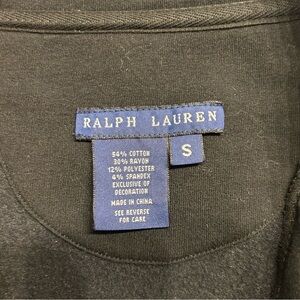 RALPH LAUREN
S
54% COTTON
30% RAYON
12% POLYESTER
4% SPANDEX
EXCLUSIVE OF
DECORATION
MADE IN CHINA
SEE REVERSE
FOR CARE